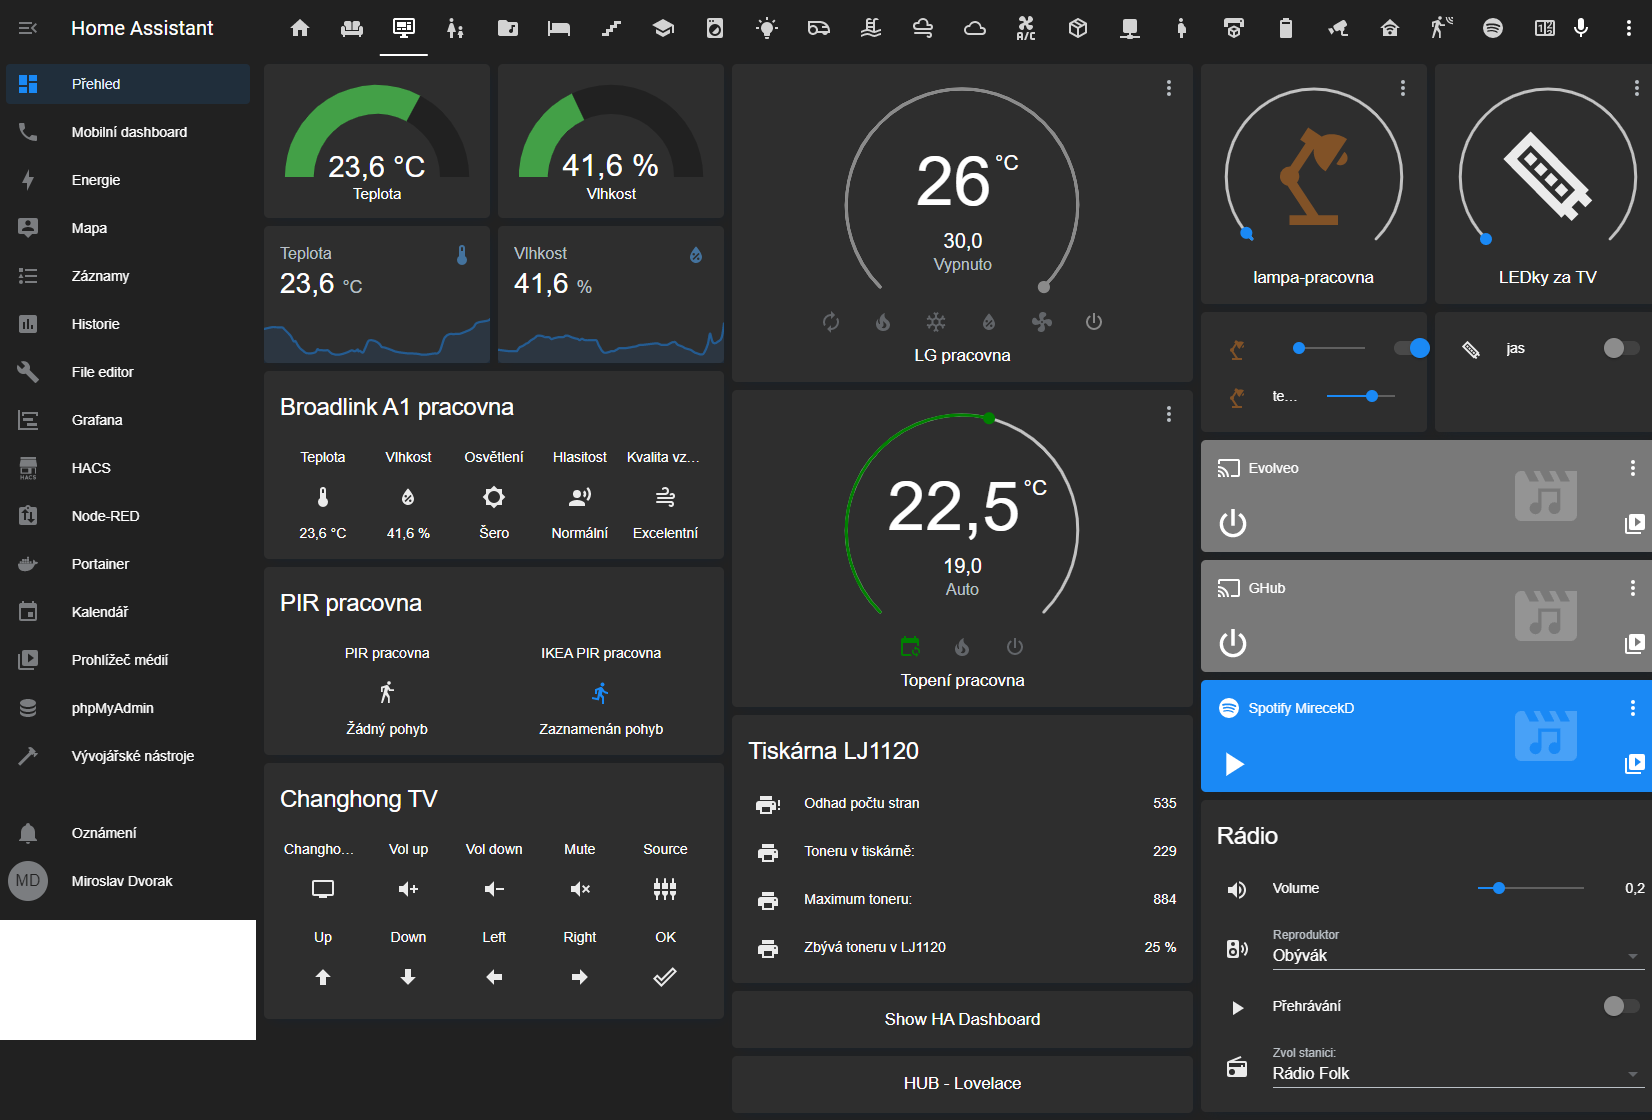 Home Assistant
A/C
Přehled
Mobilní dashboard
Energie
Mapa
Záznamy
Historie
File editor
Grafana
HACS
HACS
Node-RED
Portainer
Kalendář
Prohlížeč médií
phpMyAdmin
Vývojářské nástroje
Oznámení
MD
Miroslav Dvorak
23,6 °C
Teplota
41,6 %
Vlhkost
Teplota
23,6 °C
Vlhkost
41,6 %
Broadlink A1 pracovna
Teplota Vlhkost Osvětlení Hlasitost Kvalita vz...
23,6 °C 41,6 % Šero Normální Excelentní
PIR pracovna
PIR pracovna IKEA PIR pracovna
Žádný pohyb Zaznamenán pohyb
Changhong TV
Changho... Vol up Vol down Mute Source
Up Down Left Right OK
26 °C
30,0
Vypnuto
LG pracovna
22,5 °C
19,0
Auto
Topení pracovna
Tiskárna LJ1120
Odhad počtu stran 535
Toneru v tiskárně: 229
Maximum toneru: 884
Zbývá toneru v LJ1120 25 %
Show HA Dashboard
HUB - Lovelace
lampa-pracovna
LEDky za TV
te...
jas
Evolveo
GHub
Spotify MirecekD
Rádio
Volume 0,2
Reproduktor
Obývák
Přehrávání
Zvol stanici:
Rádio Folk